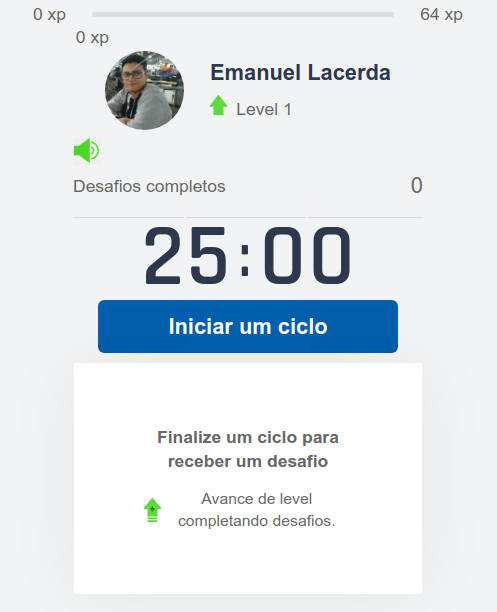 0 xp 64 xp
0 xp
Emanuel Lacerda
Level 1
Desafios completos 0
25:00
Iniciar um ciclo
Finalize um ciclo para
receber um desafio
Avance de level
completando desafios.